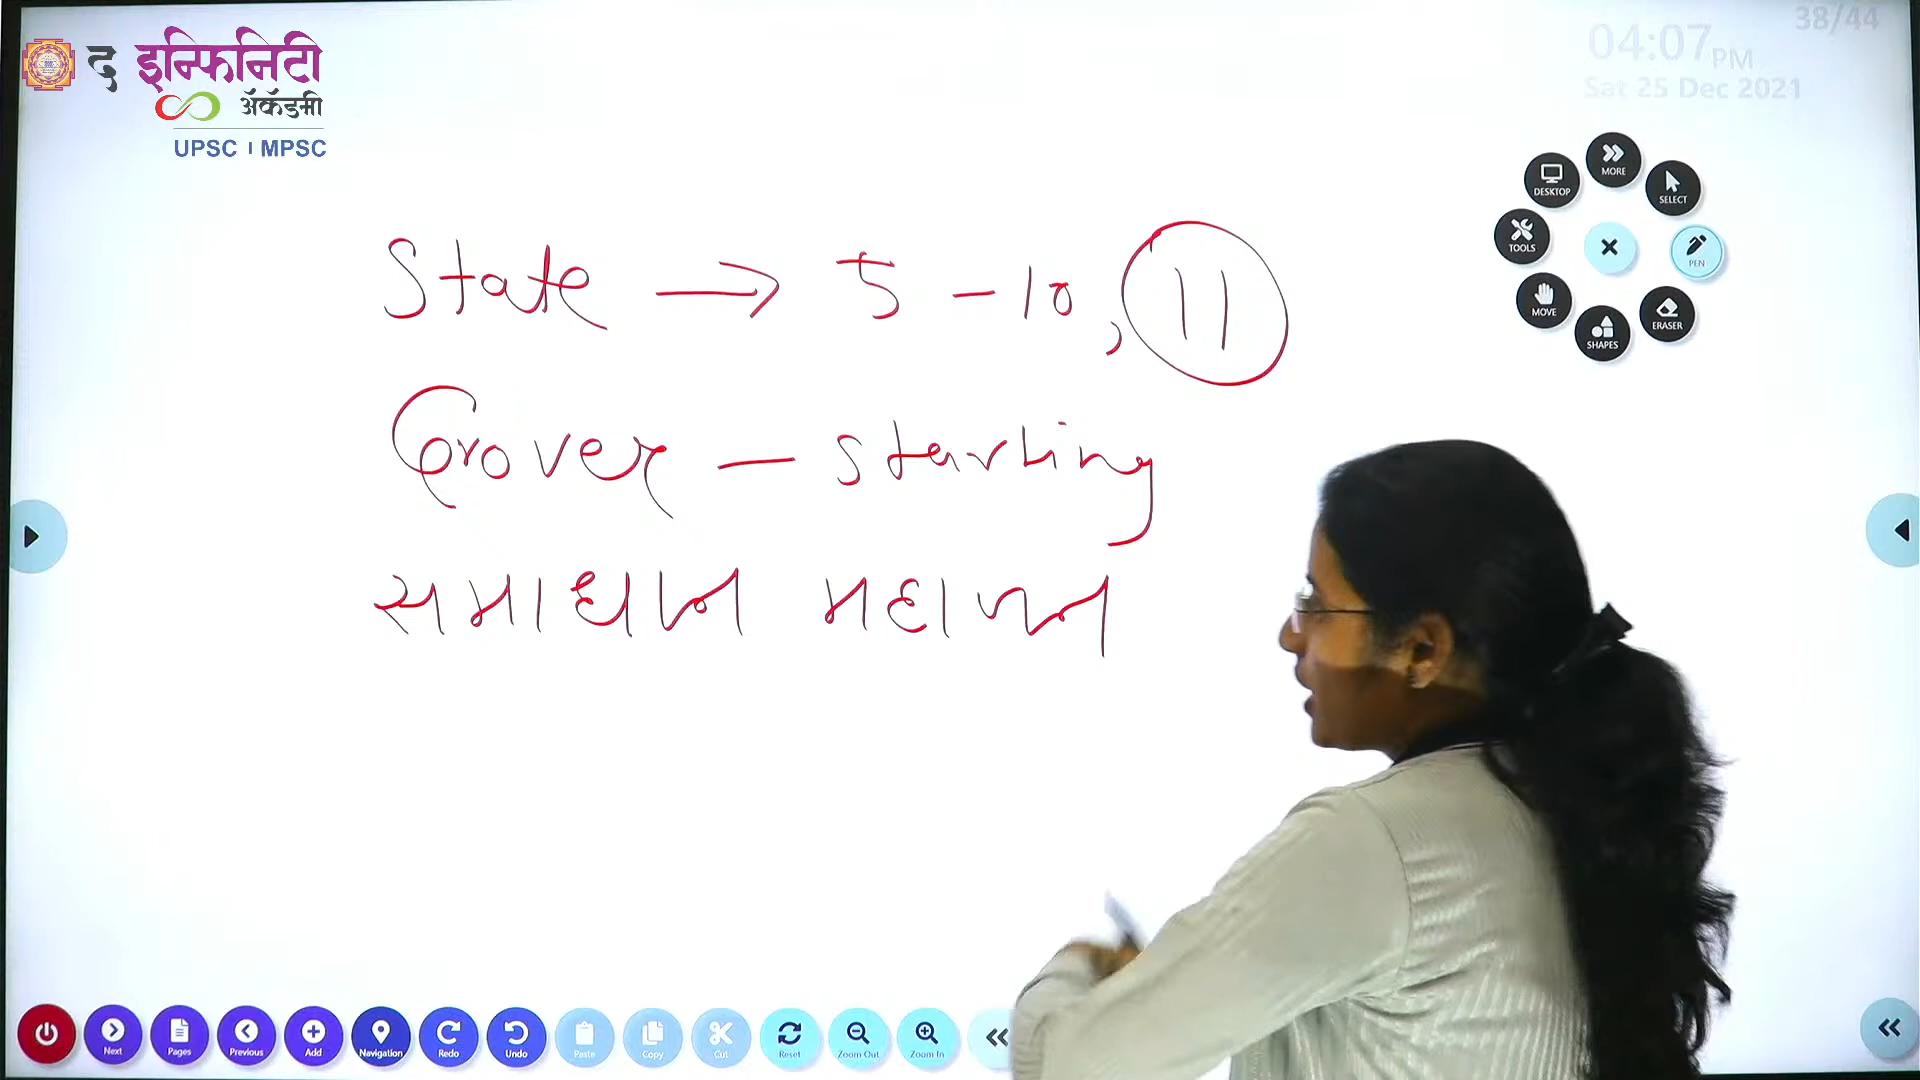 द इन्फिनिटी
ॲकॅडमी
UPSC | MPSC
38/44
04:07 PM
Sat 25 Dec 2021
MORE
DESKTOP
SELECT
TOOLS
PEN
MOVE
ERASER
SHAPES
State → 5 - 10, 11
Grover - starling
समाधान महाजन
Next
Pages
Previous
Add
Navigation
Redo
Undo
Paste
Copy
Cut
Reset
Zoom Out
Zoom In